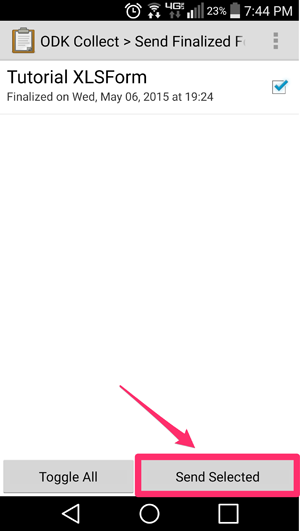 4G 23% 7:44 PM
ODK Collect > Send Finalized F
Tutorial XLSForm
Finalized on Wed, May 06, 2015 at 19:24
Toggle All
Send Selected